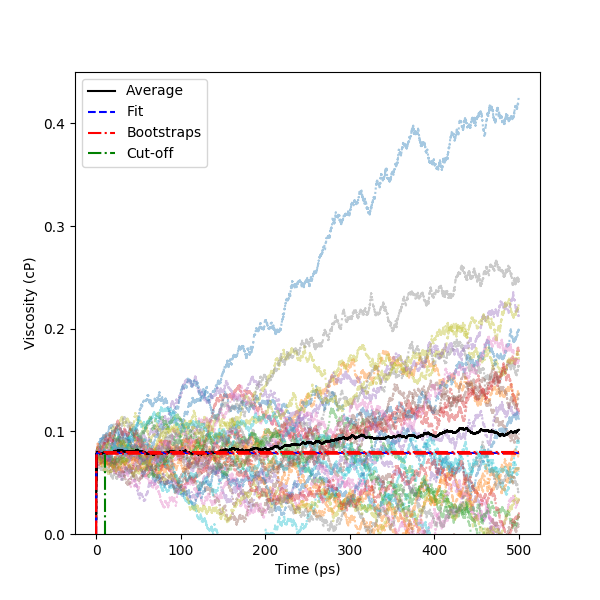 Average
Fit
Bootstraps
Cut-off
0.4
0.3
0.2
0.1
0.0
Viscosity (cP)
0 100 200 300 400 500
Time (ps)